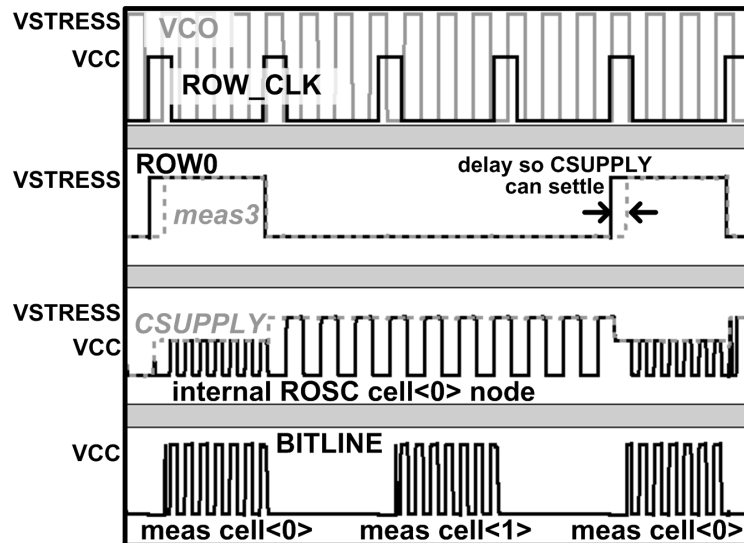 VSTRESS
VCO
VCC
ROW_CLK
ROW0
delay so CSUPPLY
can settle
VSTRESS
meas3
VSTRESS
CSUPPLY
VCC
internal ROSC cell<0> node
BITLINE
VCC
meas cell<0>
meas cell<1>
meas cell<0>